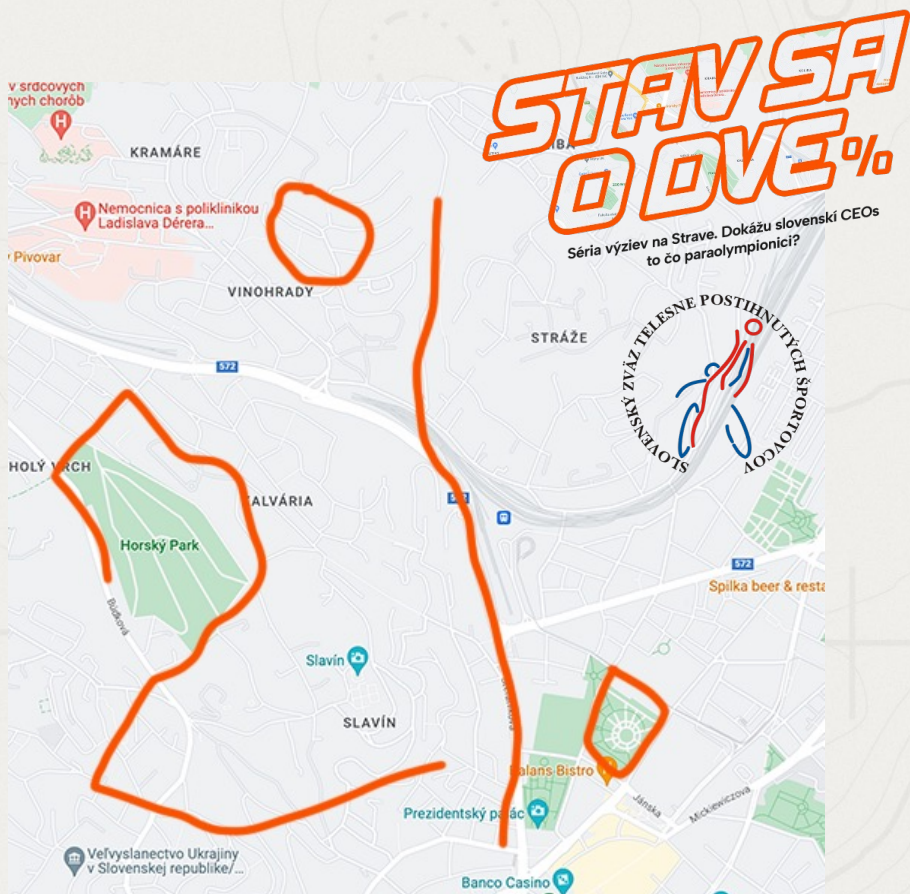 STAV SA
O DVE %
Séria výziev na Strave. Dokážu slovenskí CEOs
to čo paraolympionici?
SLOVENSKÝ ZVÄZ TELESNE POSTIHNUTÝCH ŠPORTOVCOV
v srdcových
nych chorôb
KRAMÁRE
Nemocnica s poliklinikou
Ladislava Dérera...
Pivovar
VINOHRADY
STRÁŽE
572
HOLÝ VRCH
KALVÁRIA
Horský Park
572
Spilka beer & resta
Búdková
Slavín
SLAVÍN
Balans Bistro
Jánska
Mickiewiczova
Prezidentský palác
Veľvyslanectvo Ukrajiny
v Slovenskej republike/...
Banco Casino